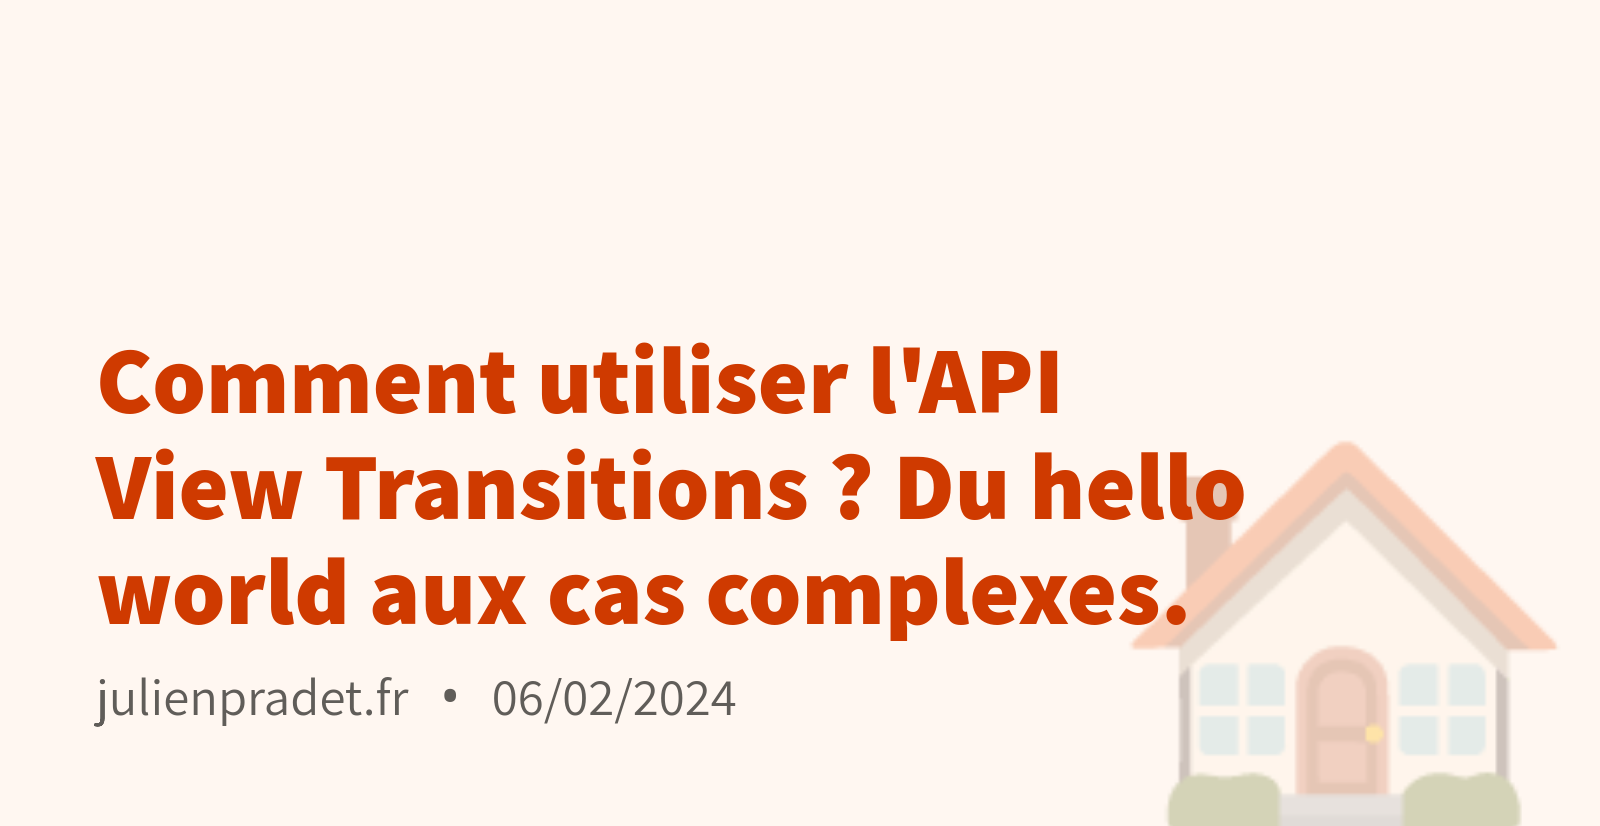 Comment utiliser l'API
View Transitions ? Du hello
world aux cas complexes.
julienpradet.fr • 06/02/2024